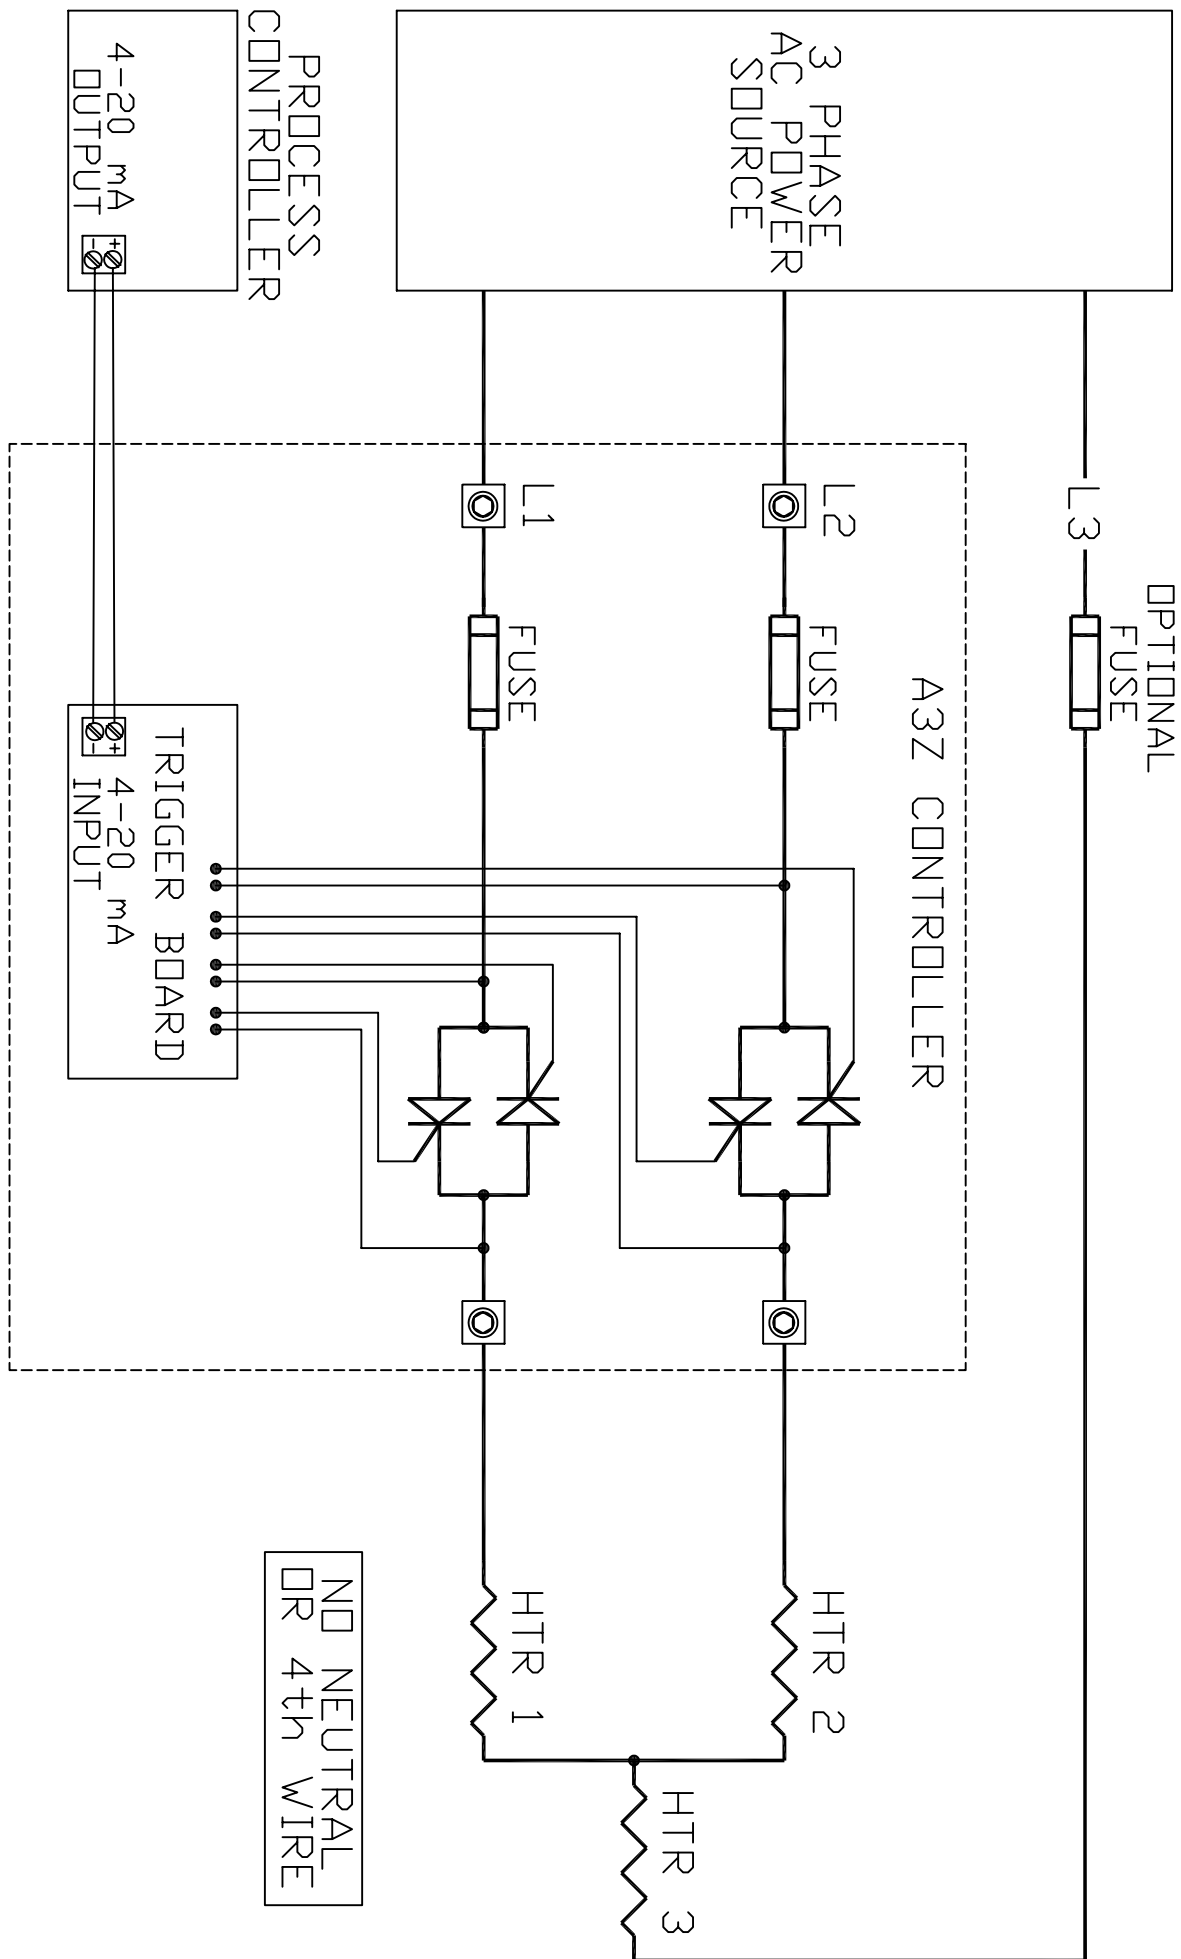 OPTIONAL
FUSE
L3
3 PHASE
AC POWER
SOURCE
A3Z CONTROLLER
L2
FUSE
HTR 2
HTR 3
L1
FUSE
HTR 1
PROCESS
CONTROLLER
4-20 mA
OUTPUT
+
-
TRIGGER BOARD
+
-
4-20 mA
INPUT
NO NEUTRAL
OR 4th WIRE